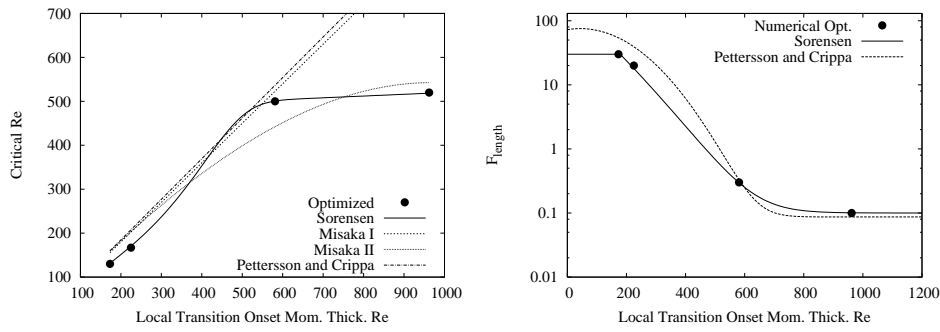 700
600
500
400
300
200
100
100 200 300 400 500 600 700 800 900 1000
Critical Re
Local Transition Onset Mom. Thick. Re
Optimized
Sorensen
Misaka I
Misaka II
Pettersson and Crippa
100
10
1
0.1
0.01
0 200 400 600 800 1000 1200
Flength
Local Transition Onset Mom. Thick. Re
Numerical Opt.
Sorensen
Pettersson and Crippa